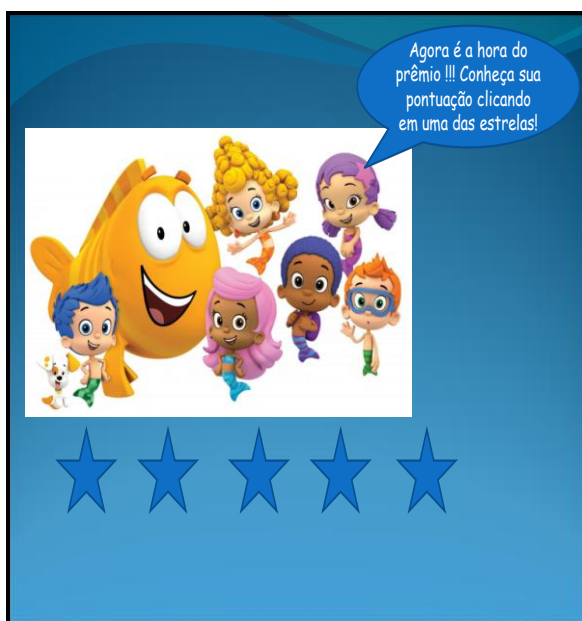 Agora é a hora do
prêmio !!! Conheça sua
pontuação clicando
em uma das estrelas!